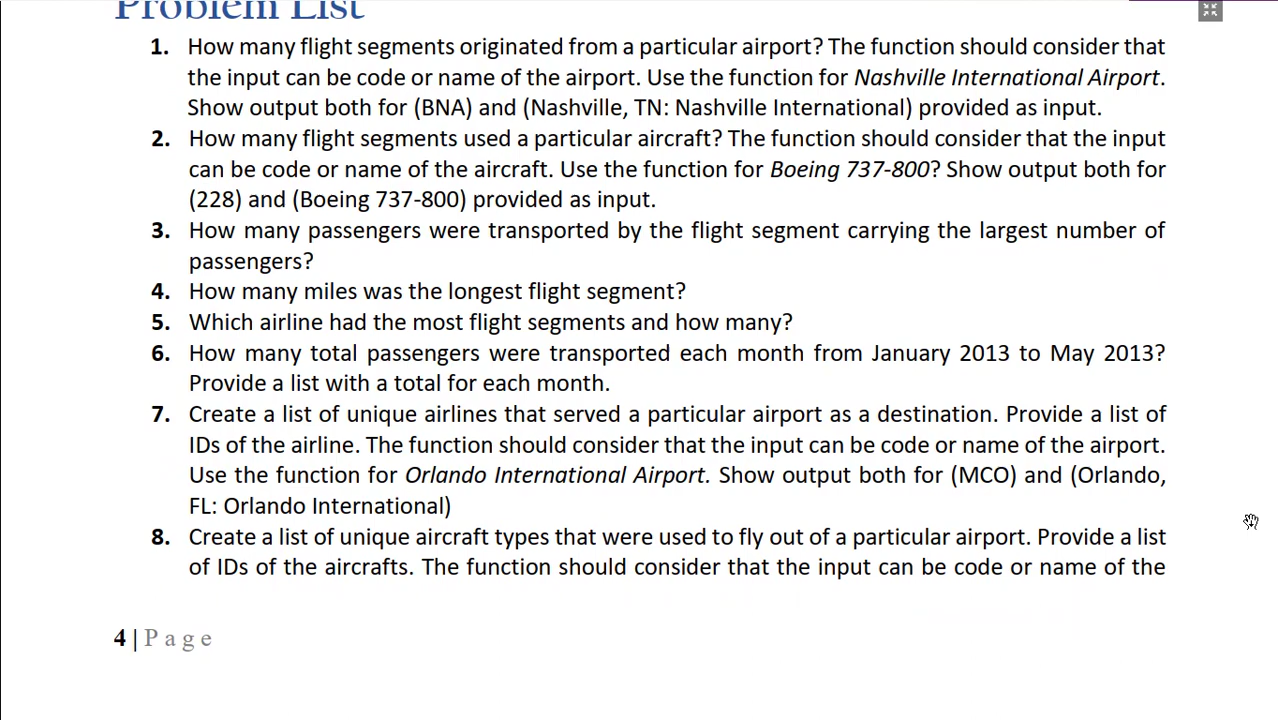 Problem List
1. How many flight segments originated from a particular airport? The function should consider that
the input can be code or name of the airport. Use the function for Nashville International Airport.
Show output both for (BNA) and (Nashville, TN: Nashville International) provided as input.
2. How many flight segments used a particular aircraft? The function should consider that the input
can be code or name of the aircraft. Use the function for Boeing 737-800? Show output both for
(228) and (Boeing 737-800) provided as input.
3. How many passengers were transported by the flight segment carrying the largest number of
passengers?
4. How many miles was the longest flight segment?
5. Which airline had the most flight segments and how many?
6. How many total passengers were transported each month from January 2013 to May 2013?
Provide a list with a total for each month.
7. Create a list of unique airlines that served a particular airport as a destination. Provide a list of
IDs of the airline. The function should consider that the input can be code or name of the airport.
Use the function for Orlando International Airport. Show output both for (MCO) and (Orlando,
FL: Orlando International)
8. Create a list of unique aircraft types that were used to fly out of a particular airport. Provide a list
of IDs of the aircrafts. The function should consider that the input can be code or name of the
4 | Page